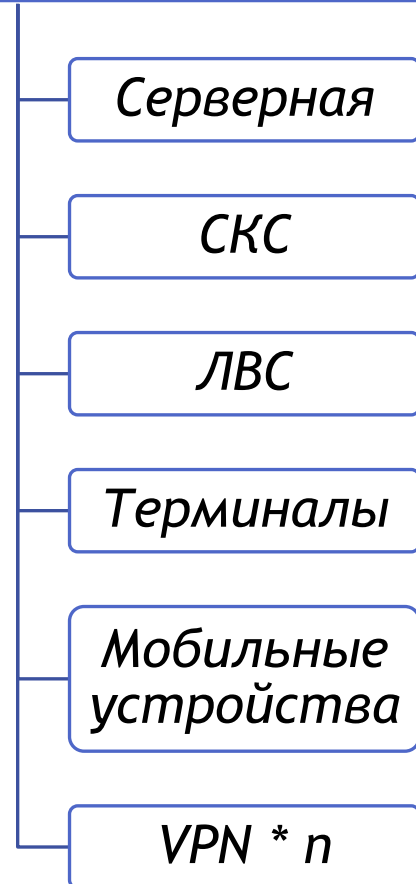 Серверная
СКС
ЛВС
Терминалы
Мобильные
устройства
VPN * n